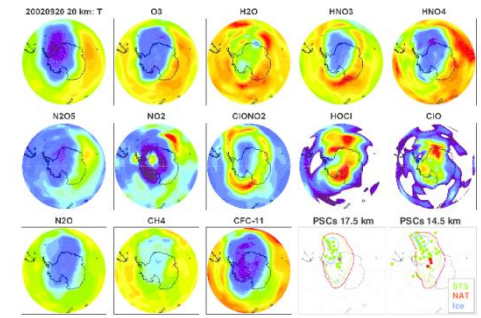 20020920 20 km: T O3 H2O HNO3 HNO4
N2O5 NO2 ClONO2 HOCl ClO
N2O CH4 CFC-11 PSCs 17.5 km PSCs 14.5 km
STS
NAT
Ice